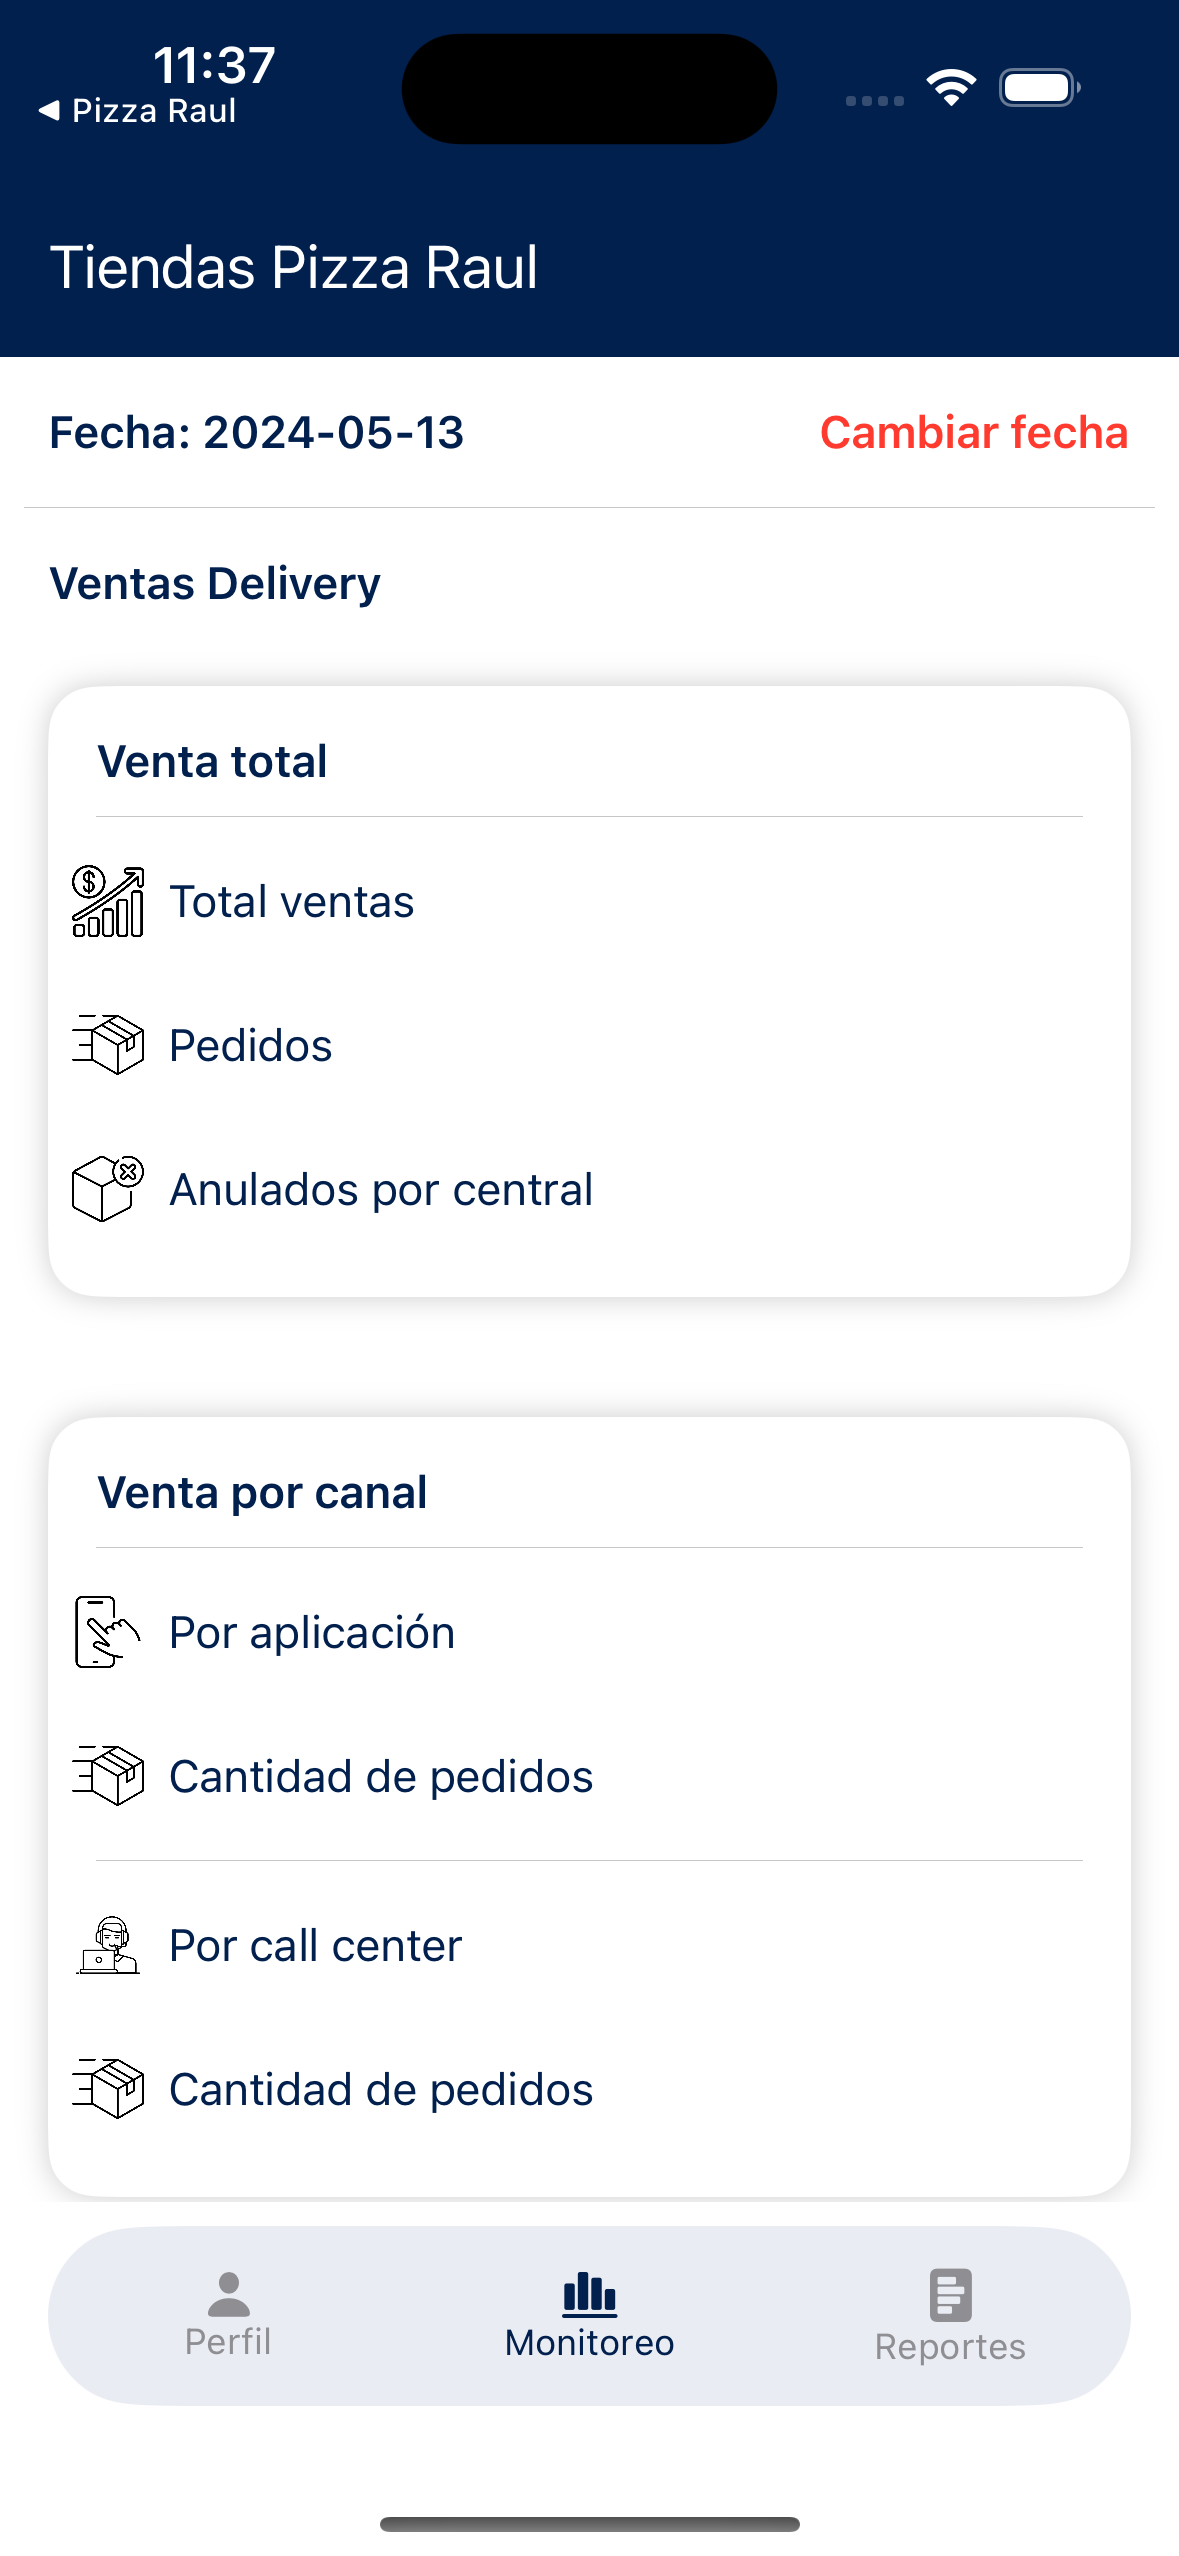 11:37
◀ Pizza Raul
Tiendas Pizza Raul
Fecha: 2024-05-13
Cambiar fecha
Ventas Delivery
Venta total
$
Total ventas
Pedidos
Anulados por central
Venta por canal
Por aplicación
Cantidad de pedidos
Por call center
Cantidad de pedidos
Perfil
Monitoreo
Reportes